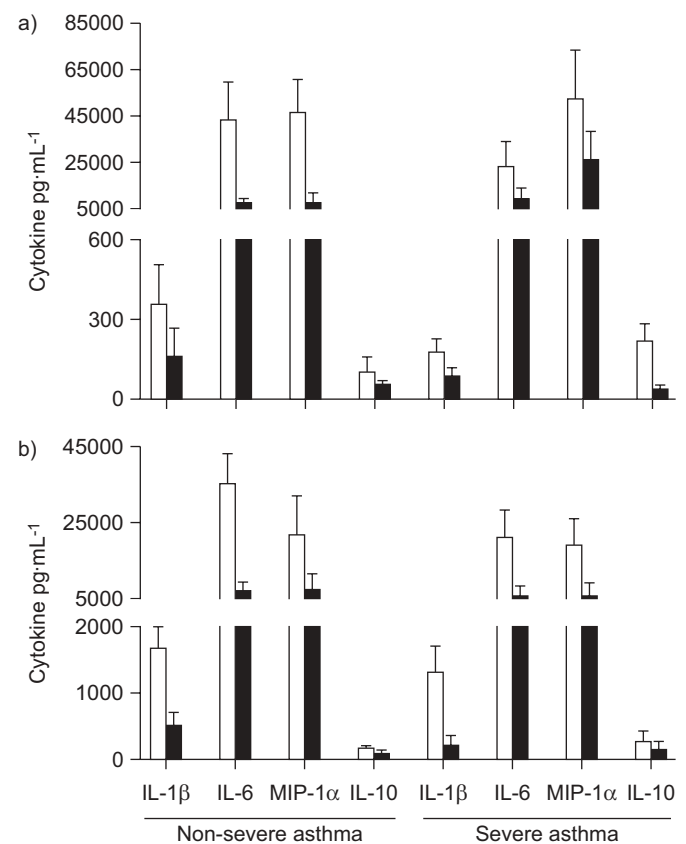 a)
85000
65000
45000
25000
5000
600
300
0
Cytokine pg·mL⁻¹
b)
45000
25000
5000
2000
1000
0
Cytokine pg·mL⁻¹
IL-1β IL-6 MIP-1α IL-10 IL-1β IL-6 MIP-1α IL-10
Non-severe asthma Severe asthma